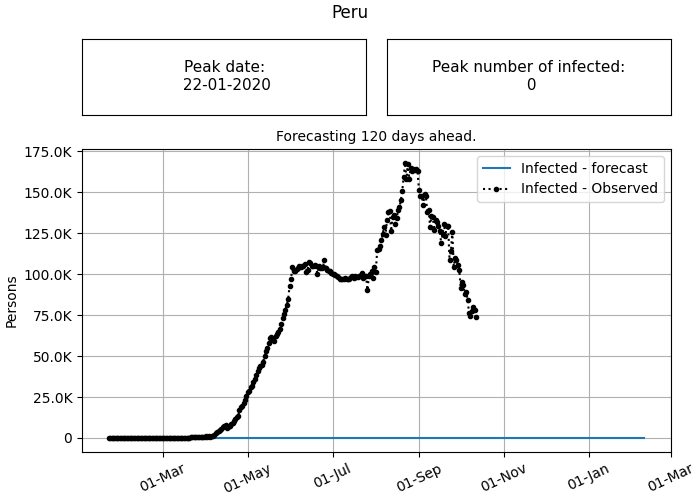 Peru
Peak date:
22-01-2020
Peak number of infected:
0
Forecasting 120 days ahead.
Infected - forecast
Infected - Observed
Persons
175.0K
150.0K
125.0K
100.0K
75.0K
50.0K
25.0K
0
01-Mar
01-May
01-Jul
01-Sep
01-Nov
01-Jan
01-Mar